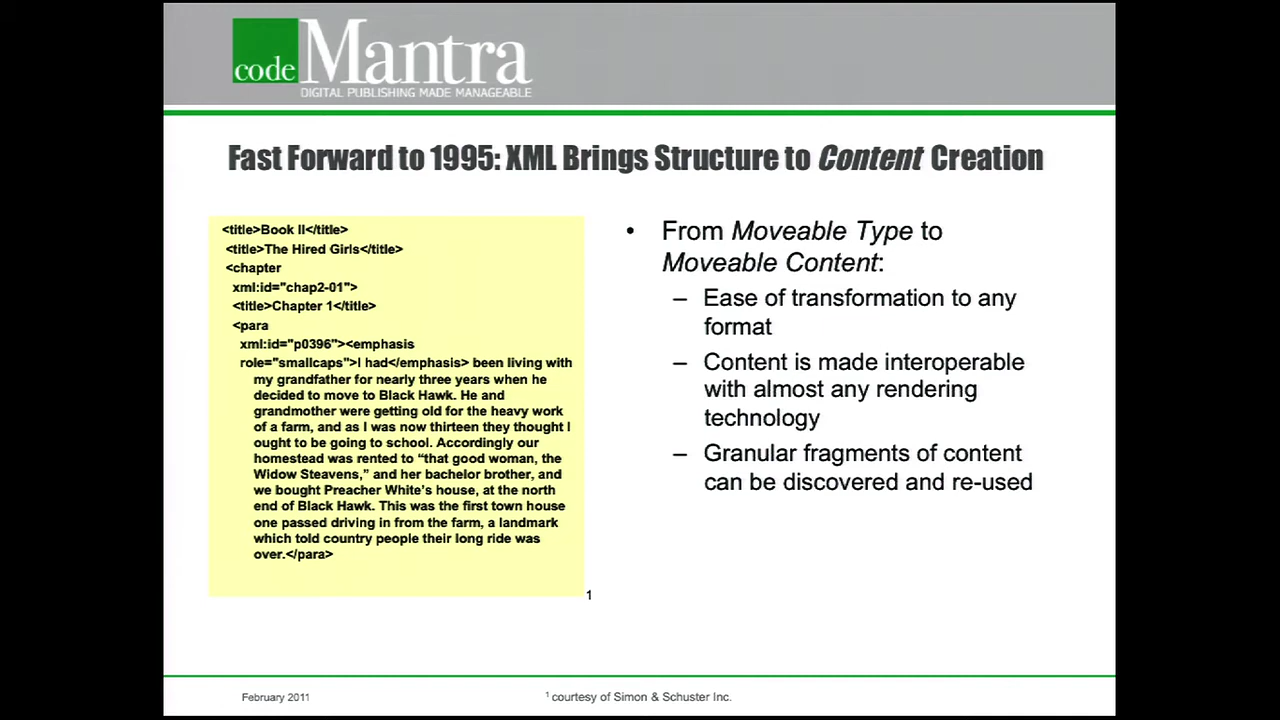 code Mantra
DIGITAL PUBLISHING MADE MANAGEABLE
Fast Forward to 1995: XML Brings Structure to Content Creation
<title>Book II</title>
<title>The Hired Girls</title>
<chapter
xml:id="chap2-01">
<title>Chapter 1</title>
<para
xml:id="p0396"><emphasis
role="smallcaps">I had</emphasis> been living with
my grandfather for nearly three years when he
decided to move to Black Hawk. He and
grandmother were getting old for the heavy work
of a farm, and as I was now thirteen they thought I
ought to be going to school. Accordingly our
homestead was rented to “that good woman, the
Widow Steavens,” and her bachelor brother, and
we bought Preacher White’s house, at the north
end of Black Hawk. This was the first town house
one passed driving in from the farm, a landmark
which told country people their long ride was
over.</para>
1
• From Moveable Type to
Moveable Content:
– Ease of transformation to any
format
– Content is made interoperable
with almost any rendering
technology
– Granular fragments of content
can be discovered and re-used
February 2011
1 courtesy of Simon & Schuster Inc.